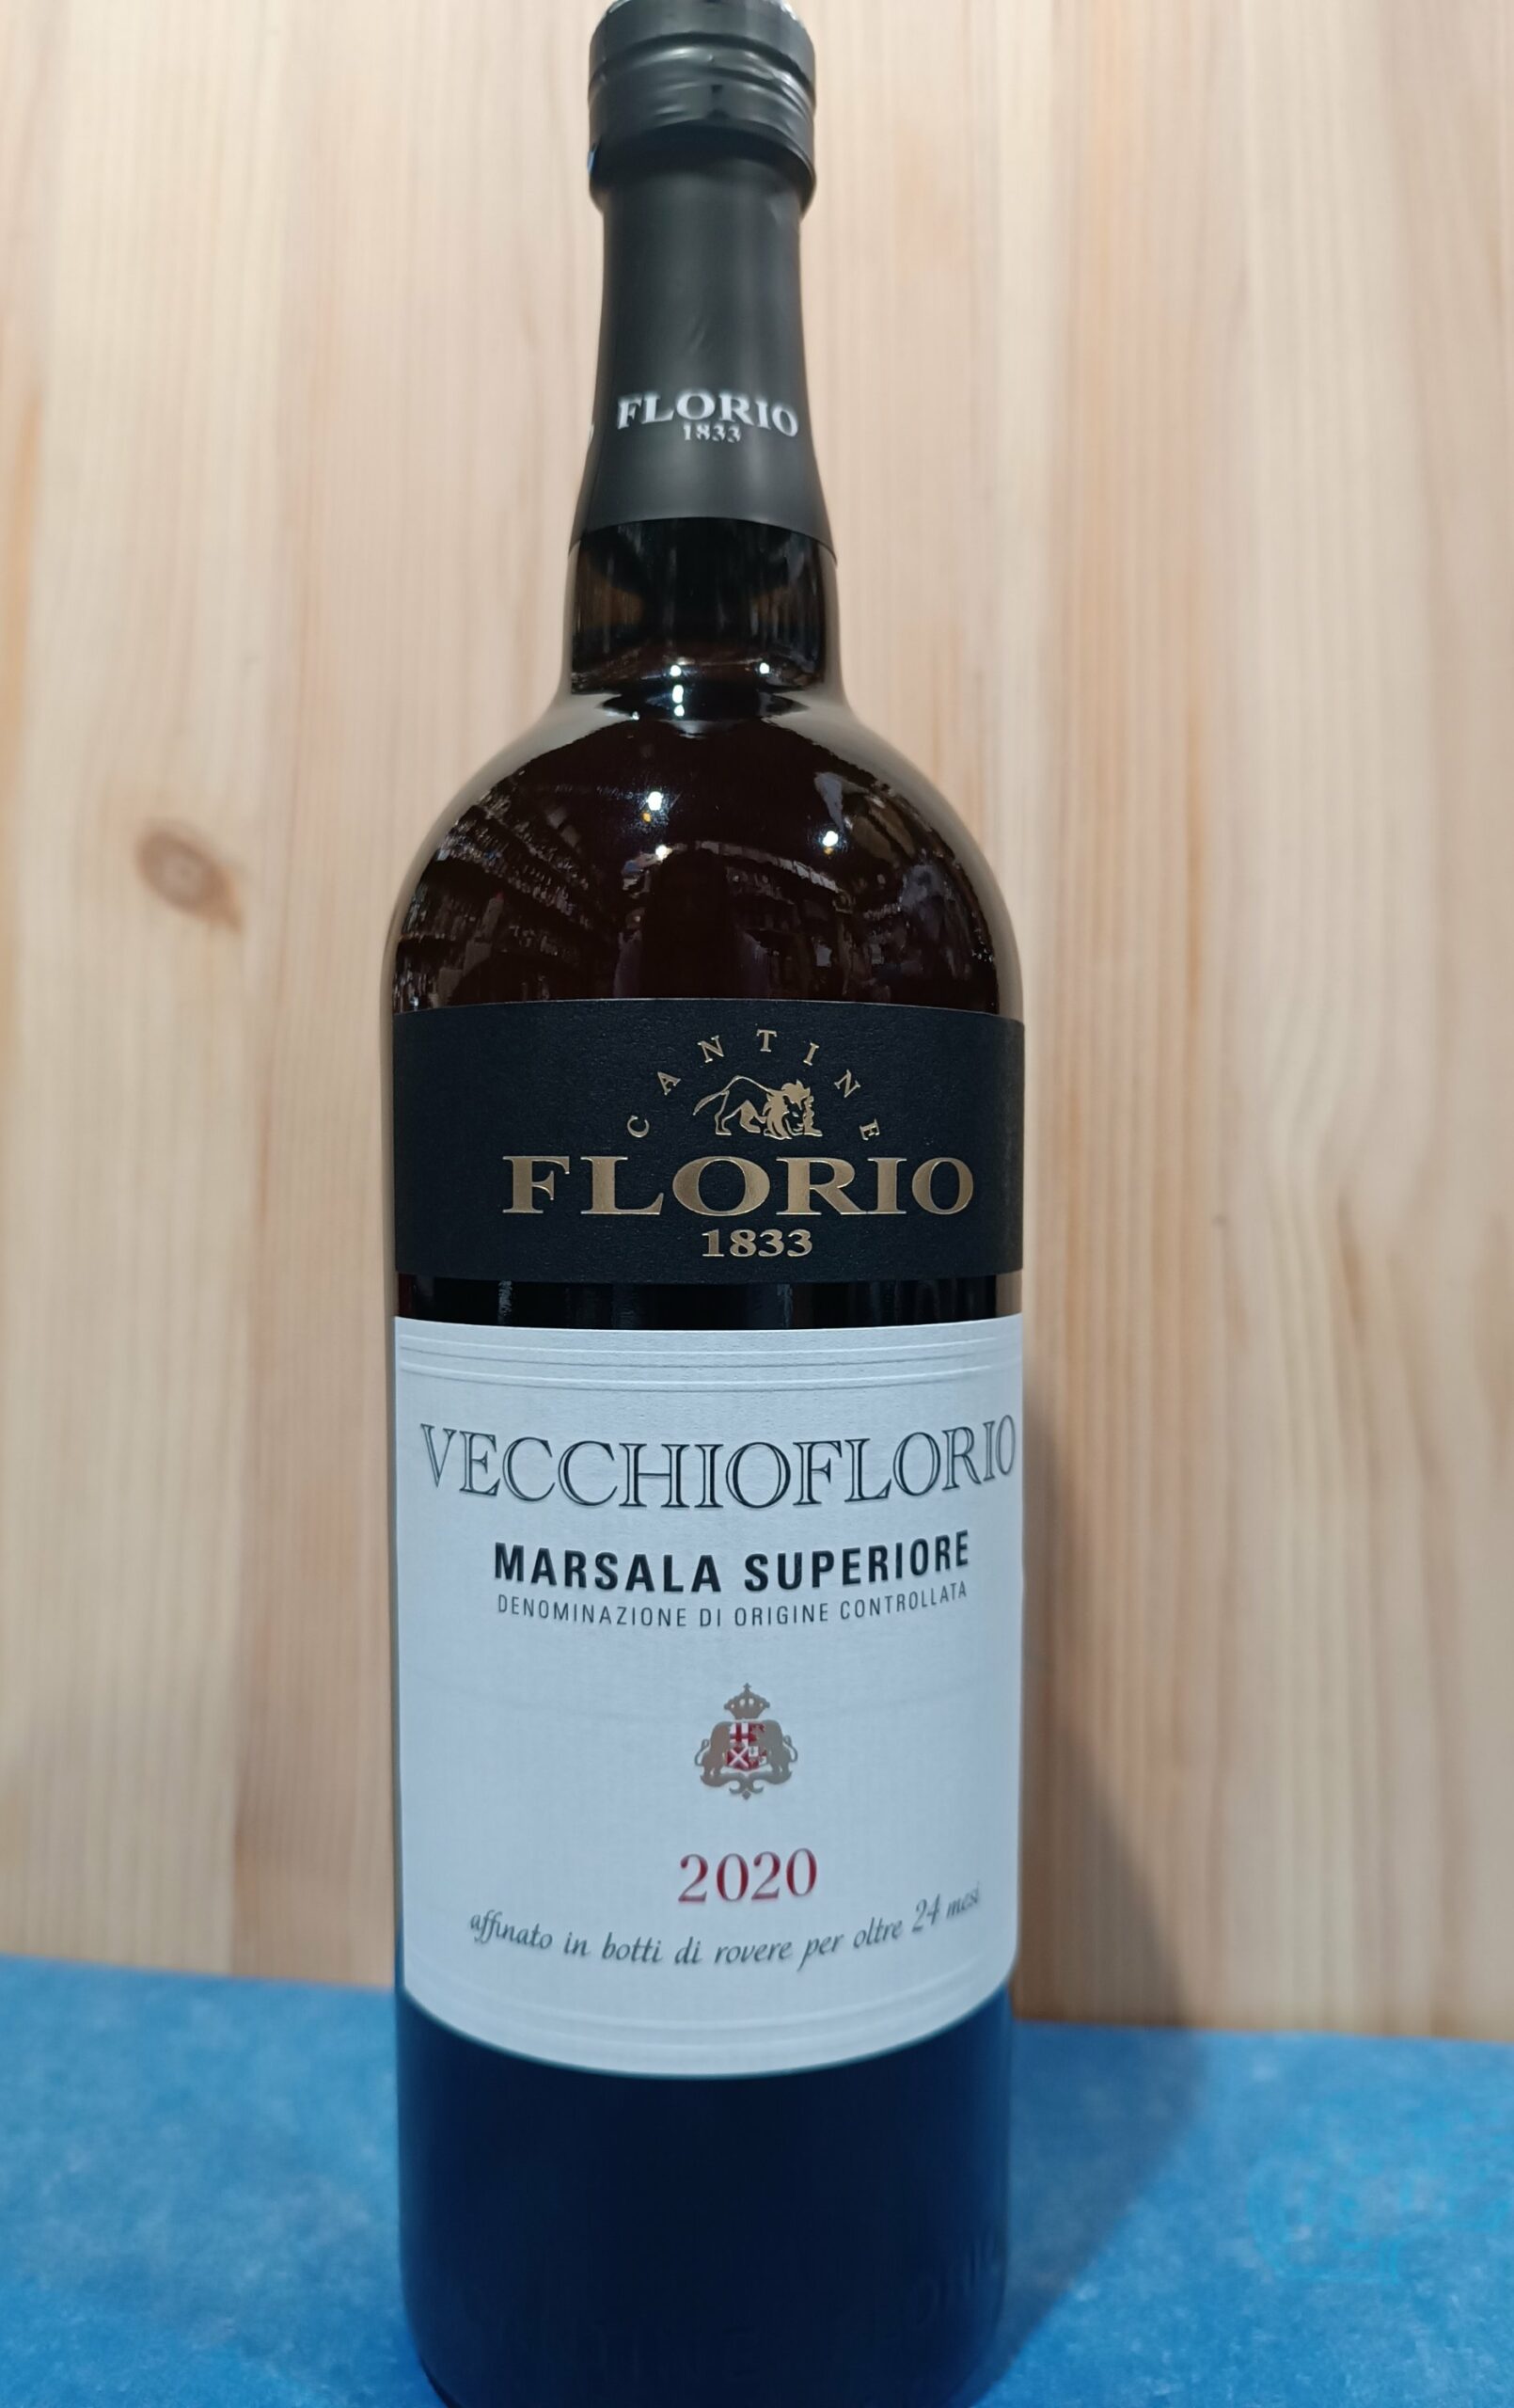 FLORIO
1833
CANTINE
FLORIO
1833
VECCHIOFLORIO
MARSALA SUPERIORE
DENOMINAZIONE DI ORIGINE CONTROLLATA
2020
affinato in botti di rovere per oltre 24 mesi